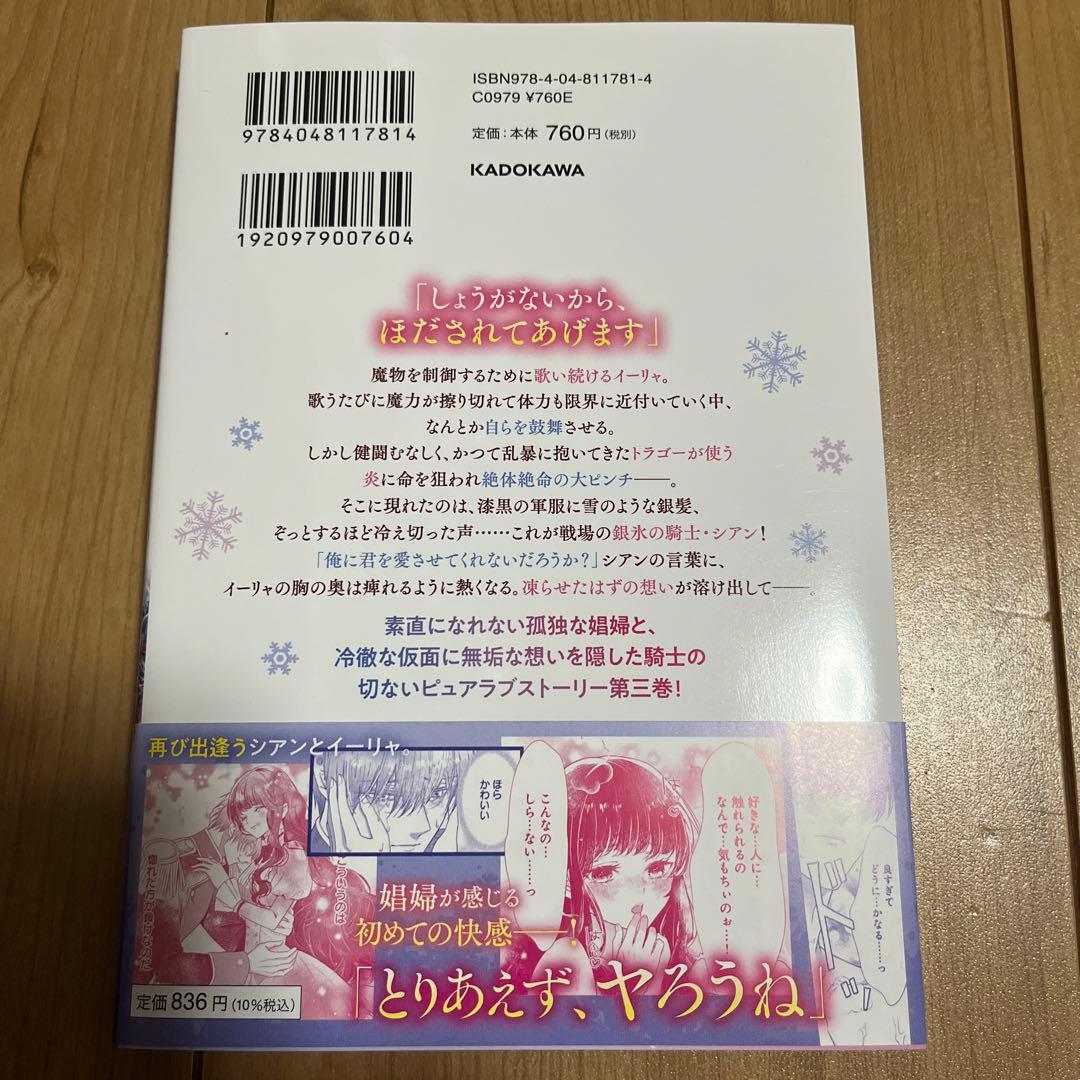 ISBN978-4-04-811781-4
C0979 ¥760E
9784048117814
定価：本体 760円（税別）
KADOKAWA
1920979007604
「しょうがないから、
ほだされてあげます」
魔物を制御するために歌い続けるイーリャ。
歌うたびに魔力が擦り切れて体力も限界に近付いていく中、
なんとか自らを鼓舞させる。
しかし健闘むなしく、かつて乱暴に抱いてきたトラゴーが使う
炎に命を狙われ絶体絶命の大ピンチ――。
そこに現れたのは、漆黒の軍服に雪のような銀髪、
ぞっとするほど冷え切った声……これが戦場の銀氷の騎士・シアン！
「俺に君を愛させてくれないだろうか？」シアンの言葉に、
イーリャの胸の奥は痺れるように熱くなる。凍らせたはずの想いが溶け出して――。
素直になれない孤独な娼婦と、
冷徹な仮面に無垢な想いを隠した騎士の
切ないピュアラブストーリー第三巻！
再び出逢うシアンとイーリャ。
ほら
かわいい
こんなの…
しら…ない……っ
好きな…人に…
触れられるの
なんで…気もちぃのぉ……
良すぎて
どうに…かなる……っ
こういうのは
惚れた方が負けなのだ
娼婦が感じる
初めての快感――！
「とりあえず、ヤろうね」
定価 836円（10%税込）